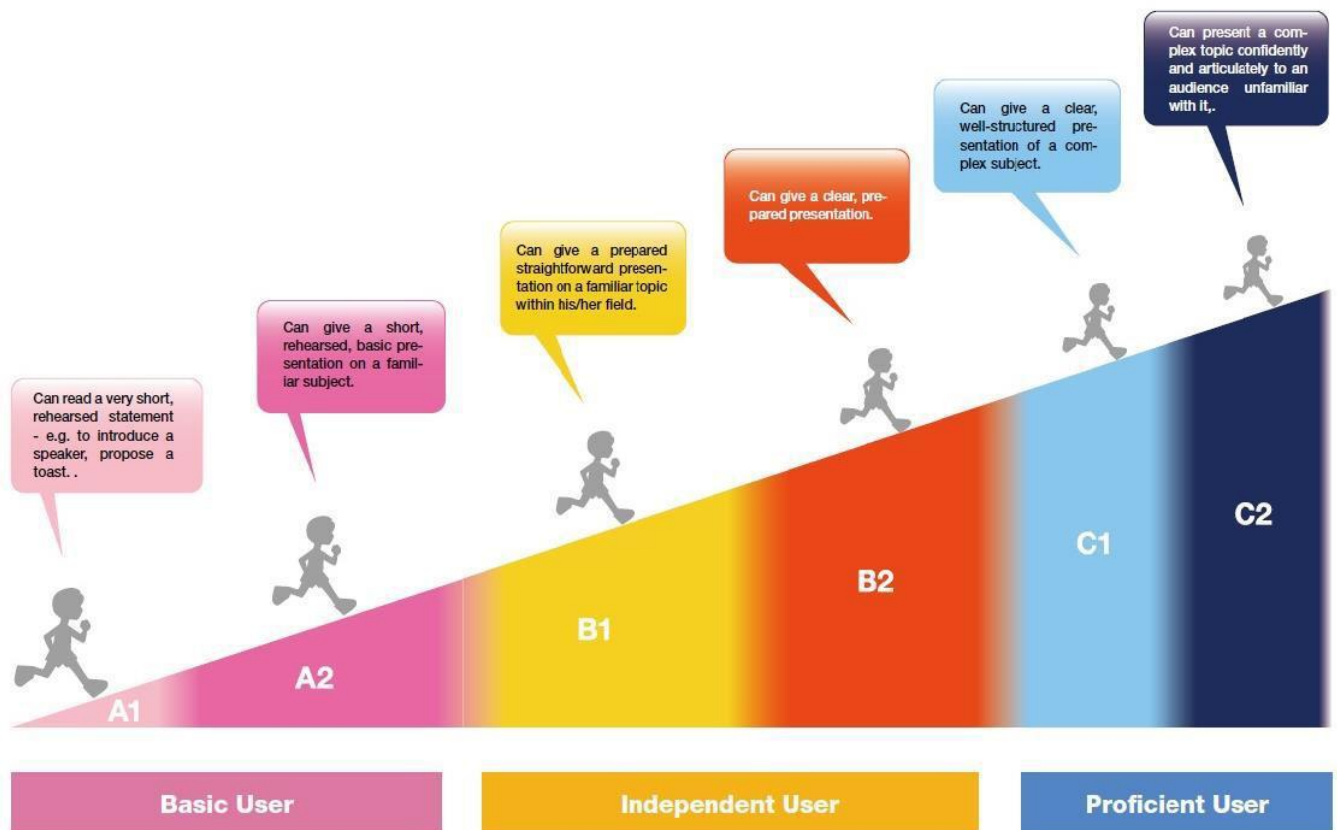 Can read a very short,
rehearsed statement
- e.g. to introduce a
speaker, propose a
toast. .
Can give a short,
rehearsed, basic pre-
sentation on a famil-
iar subject.
Can give a prepared
straightforward presen-
tation on a familiar topic
within his/her field.
Can give a clear, pre-
pared presentation.
Can give a clear,
well-structured pre-
sentation of a com-
plex subject.
Can present a com-
plex topic confidently
and articulately to an
audience unfamiliar
with it,.
A1
A2
B1
B2
C1
C2
Basic User
Independent User
Proficient User